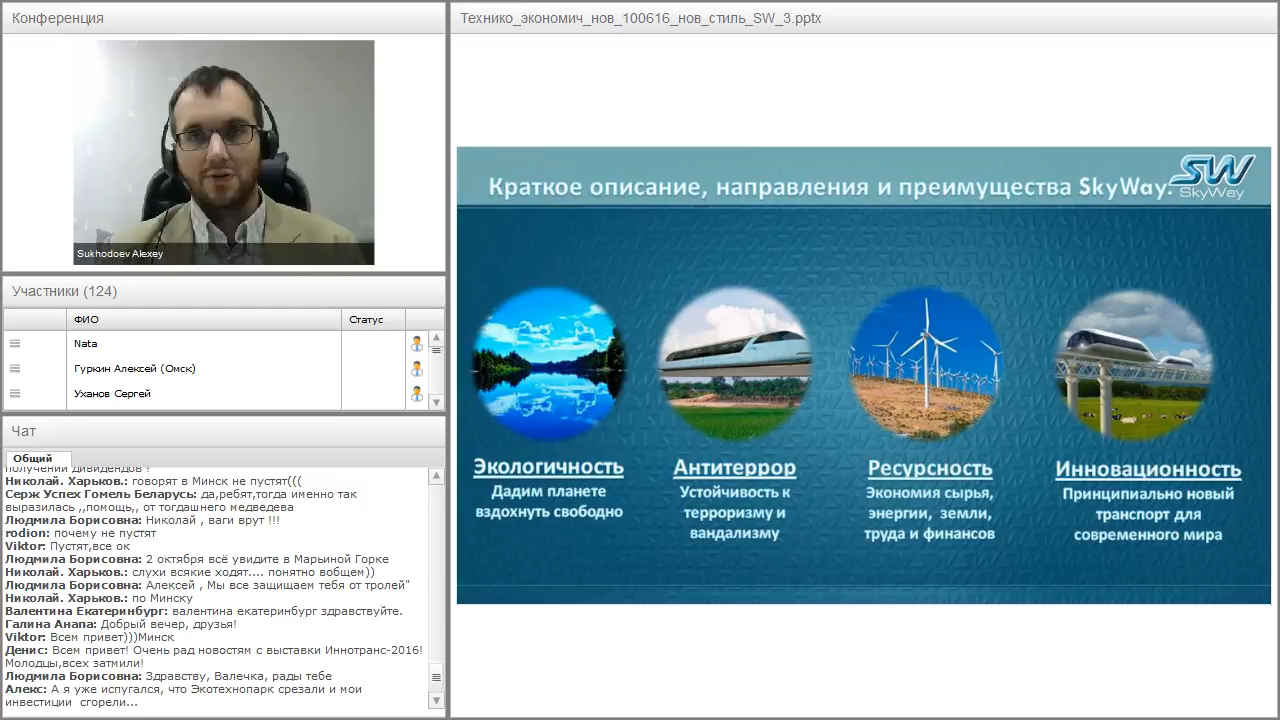 Конференция
Sukhodoev Alexey
Участники (124)
ФИО
Статус
Nata
Гуркин Алексей (Омск)
Уханов Сергей
Чат
Общий
получении дивидендов !
Николай. Харьков.: говорят в Минск не пустят(((
Серж Успех Гомель Беларусь: да,ребят,тогда именно так
выразилась ,,помощь,, от тогдашнего медведева
Людмила Борисовна: Николай , ваги врут !!!
rodion: почему не пустят
Viktor: Пустят,все ок
Людмила Борисовна: 2 октября всё увидите в Марьиной Горке
Николай. Харьков.: слухи всякие ходят.... понятно вобщем))
Людмила Борисовна: Алексей , Мы все защищаем тебя от тролей"
Николай. Харьков.: по Минску
Валентина Екатеринбург: валентина екатеринбург здравствуйте.
Галина Анапа: Добрый вечер, друзья!
Viktor: Всем привет)))Минск
Денис: Всем привет! Очень рад новостям с выставки Иннотранс-2016!
Молодцы,всех затмили!
Людмила Борисовна: Здравству, Валечка, рады тебе
Алекс: А я уже испугался, что Экотехнопарк срезали и мои
инвестиции сгорели...
Технико_экономич_нов_100616_нов_стиль_SW_3.pptx
Краткое описание, направления и преимущества SkyWay.
SW
SkyWay
Экологичность
Дадим планете
вздохнуть свободно
Антитеррор
Устойчивость к
терроризму и
вандализму
Ресурсность
Экономия сырья,
энергии, земли,
труда и финансов
Инновационность
Принципиально новый
транспорт для
современного мира